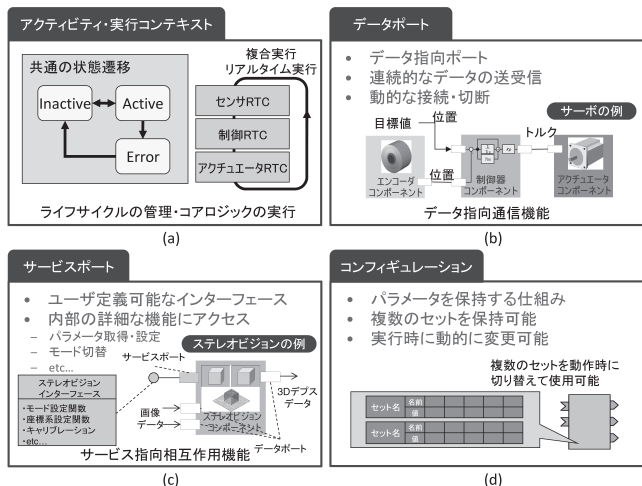 アクティビティ・実行コンテキスト
共通の状態遷移
Inactive
Active
Error
複合実行
リアルタイム実行
センサRTC
制御RTC
アクチュエータRTC
ライフサイクルの管理・コアロジックの実行
(a)
データポート
• データ指向ポート
• 連続的なデータの送受信
• 動的な接続・切断
サーボの例
目標値
位置
位置
トルク
エンコーダ
コンポーネント
制御器
コンポーネント
アクチュエータ
コンポーネント
データ指向通信機能
(b)
サービスポート
• ユーザ定義可能なインターフェース
• 内部の詳細な機能にアクセス
– パラメータ取得・設定
– モード切替
– etc…
ステレオビジョンの例
サービスポート
ステレオビジョン
インターフェース
・モード設定関数
・座標系設定関数
・キャリブレーション
・etc…
画像
データ
ステレオビジョン
コンポーネント
3Dデプス
データ
データポート
サービス指向相互作用機能
(c)
コンフィギュレーション
• パラメータを保持する仕組み
• 複数のセットを保持可能
• 実行時に動的に変更可能
複数のセットを動作時に
切り替えて使用可能
セット名
名前
値
セット名
名前
値
(d)